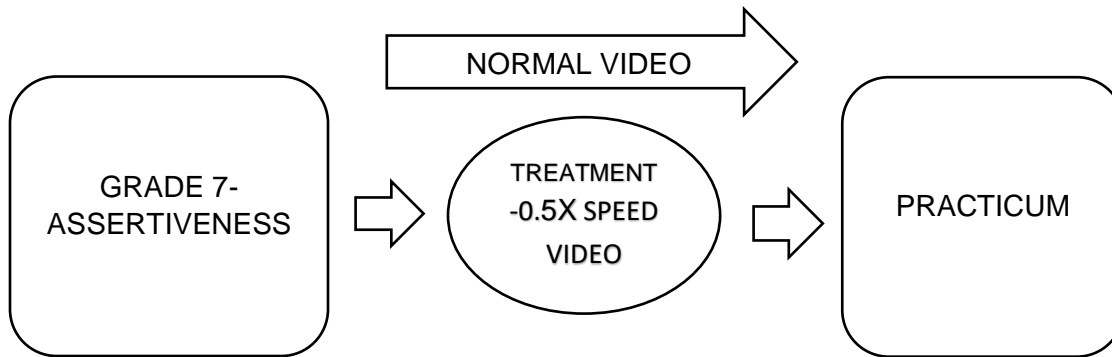 NORMAL VIDEO
GRADE 7-
ASSERTIVENESS
TREATMENT
-0.5X SPEED
VIDEO
PRACTICUM